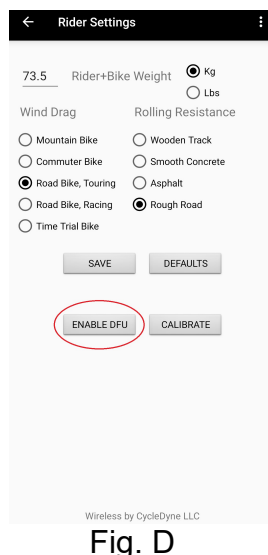 Rider Settings
73.5 Rider+Bike Weight Kg
Lbs
Wind Drag Rolling Resistance
Mountain Bike Wooden Track
Commuter Bike Smooth Concrete
Road Bike, Touring Asphalt
Road Bike, Racing Rough Road
Time Trial Bike
SAVE DEFAULTS
ENABLE DFU CALIBRATE
Wireless by CycleDyne LLC
Fig. D